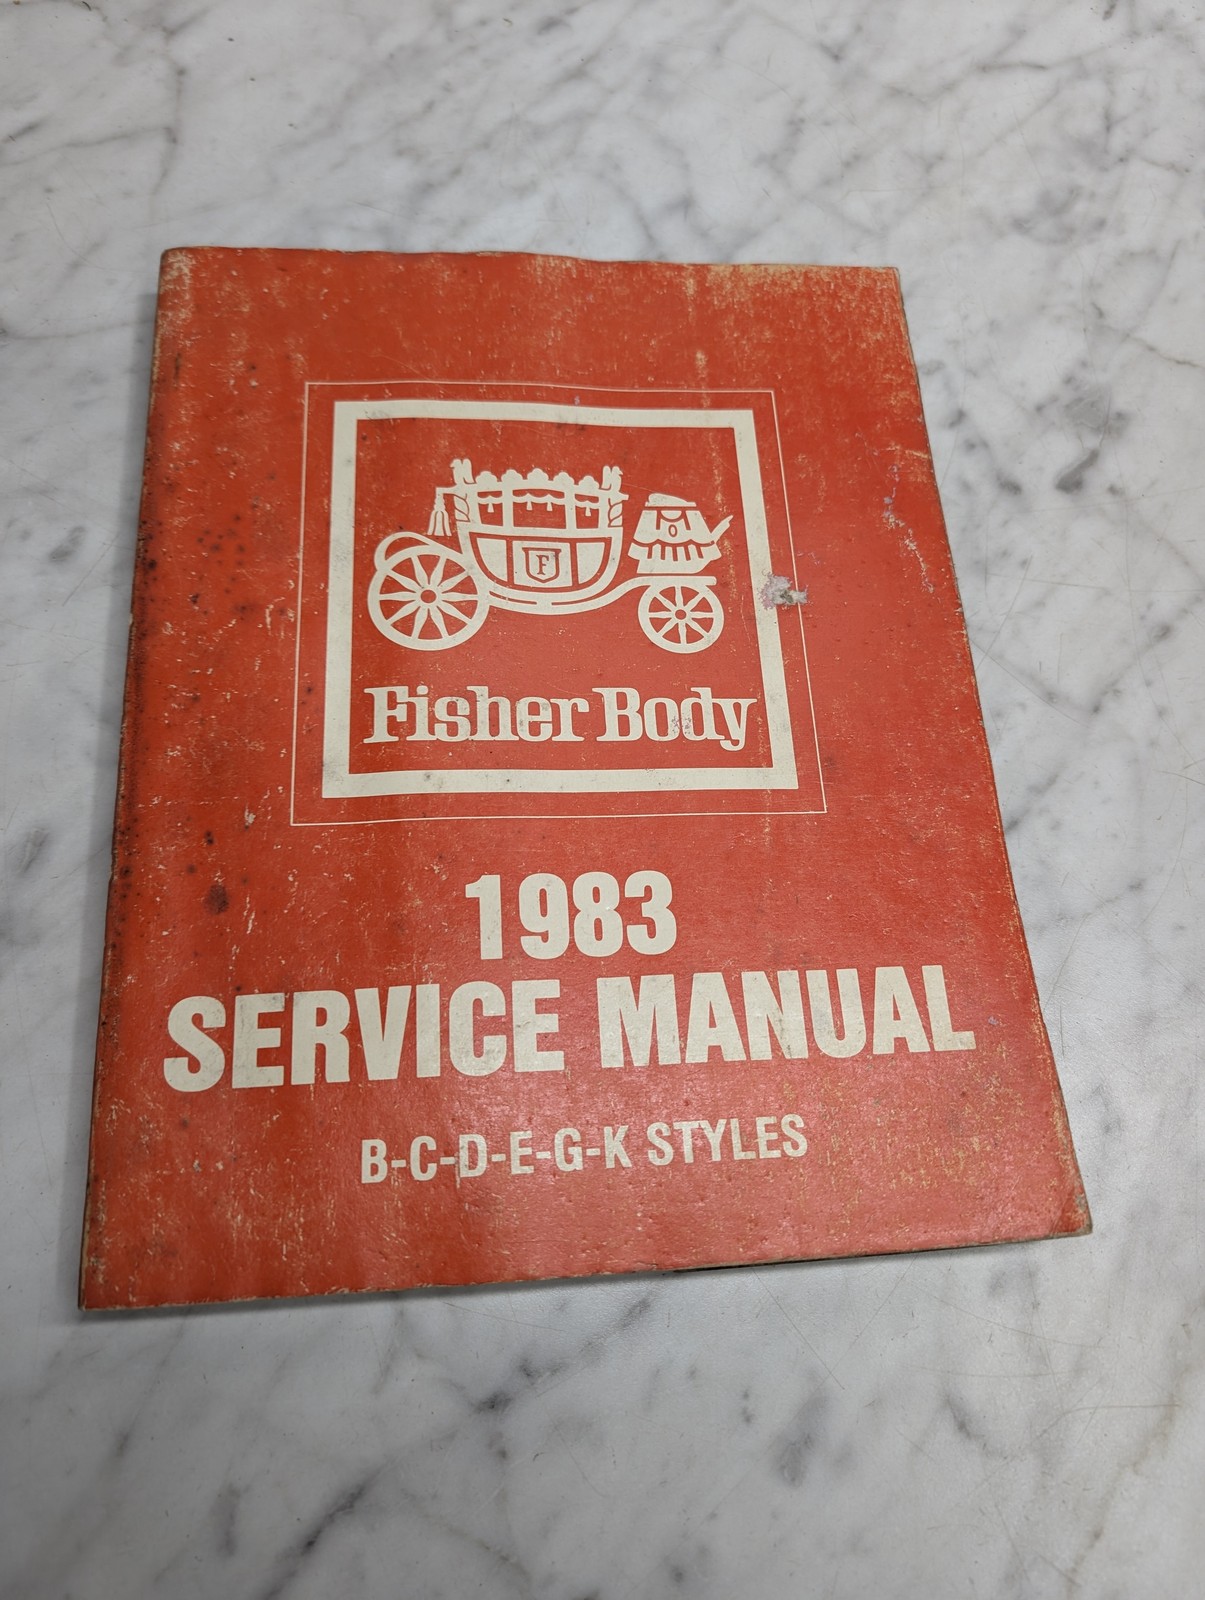 F
Fisher Body
1983
SERVICE MANUAL
B-C-D-E-G-K STYLES